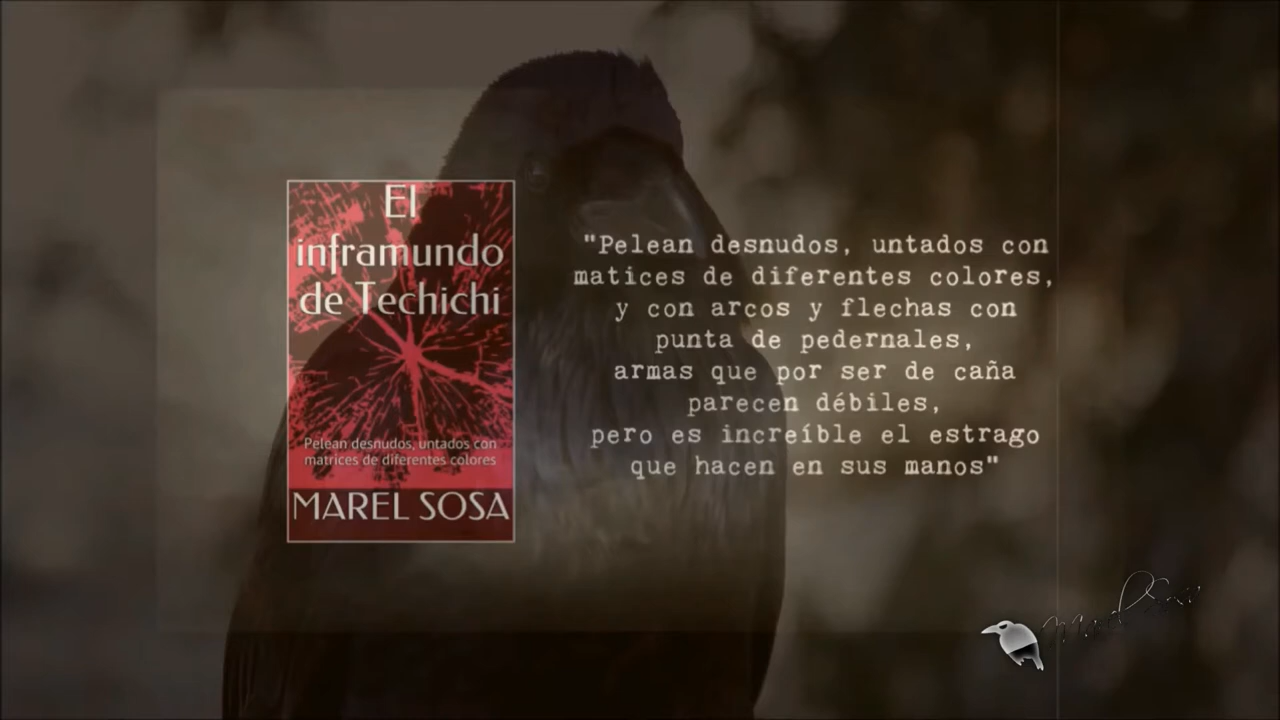 El
inframundo
de Techichi
Pelean desnudos, untados con
matrices de diferentes colores
MAREL SOSA
"Pelean desnudos, untados con
matices de diferentes colores,
y con arcos y flechas con
punta de pedernales,
armas que por ser de caña
parecen débiles,
pero es increíble el estrago
que hacen en sus manos"
Marel Sosa